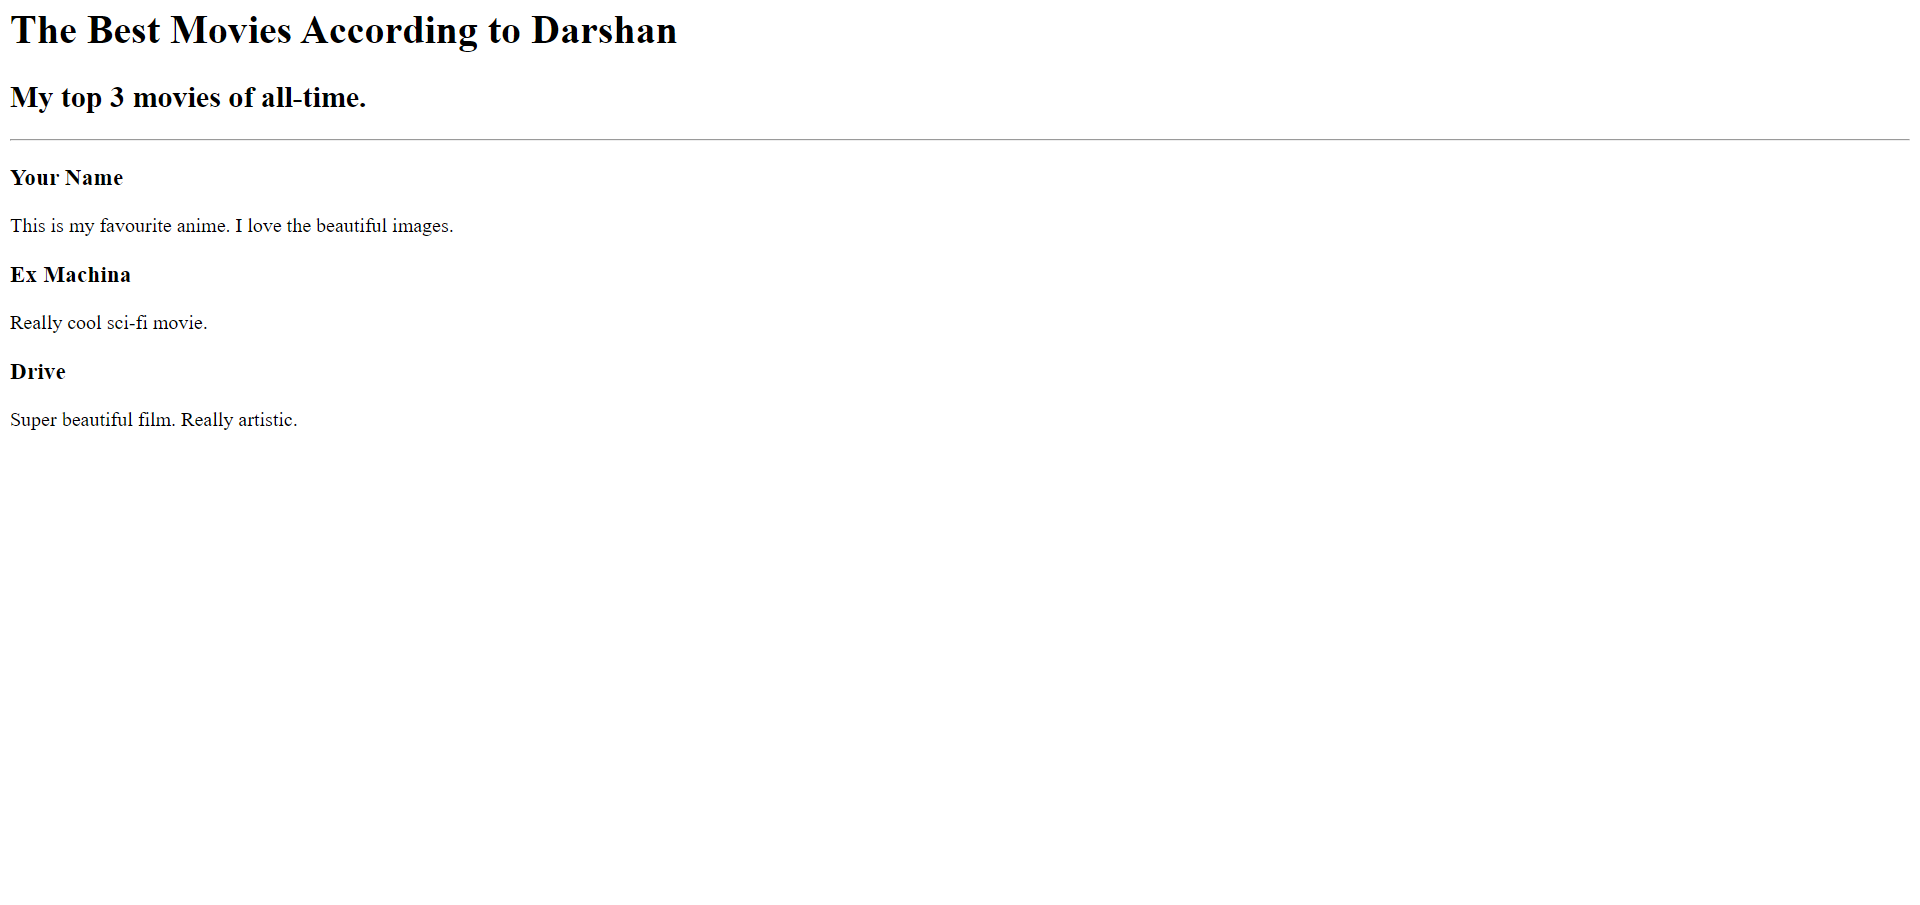 The Best Movies According to Darshan
My top 3 movies of all-time.
Your Name
This is my favourite anime. I love the beautiful images.
Ex Machina
Really cool sci-fi movie.
Drive
Super beautiful film. Really artistic.